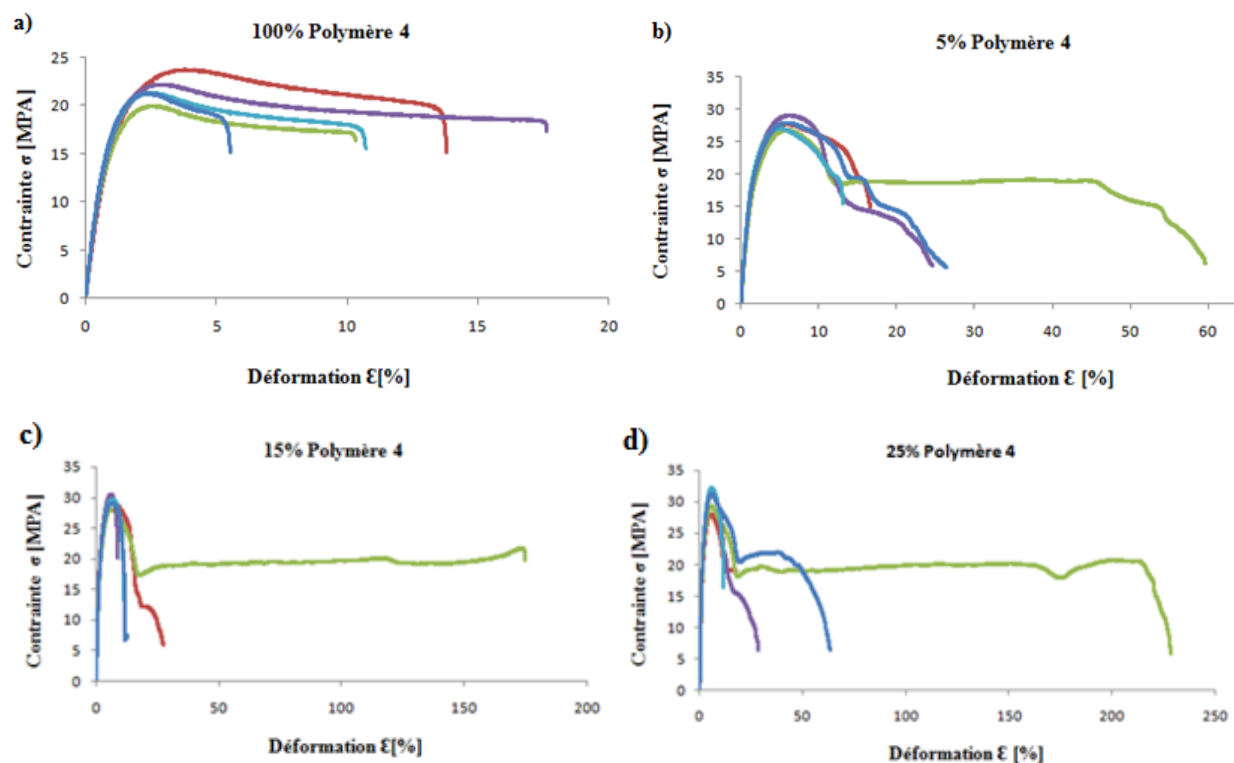 a)
100% Polymère 4
Contrainte σ [MPA]
25
20
15
10
5
0
0 5 10 15 20
Déformation Ɛ[%]
b)
5% Polymère 4
Contrainte σ [MPA]
35
30
25
20
15
10
5
0
0 10 20 30 40 50 60
Déformation Ɛ [%]
c)
15% Polymère 4
Contrainte σ [MPA]
35
30
25
20
15
10
5
0
0 50 100 150 200
Déformation Ɛ[%]
d)
25% Polymère 4
Contrainte σ [MPA]
35
30
25
20
15
10
5
0
0 50 100 150 200 250
Déformation Ɛ [%]